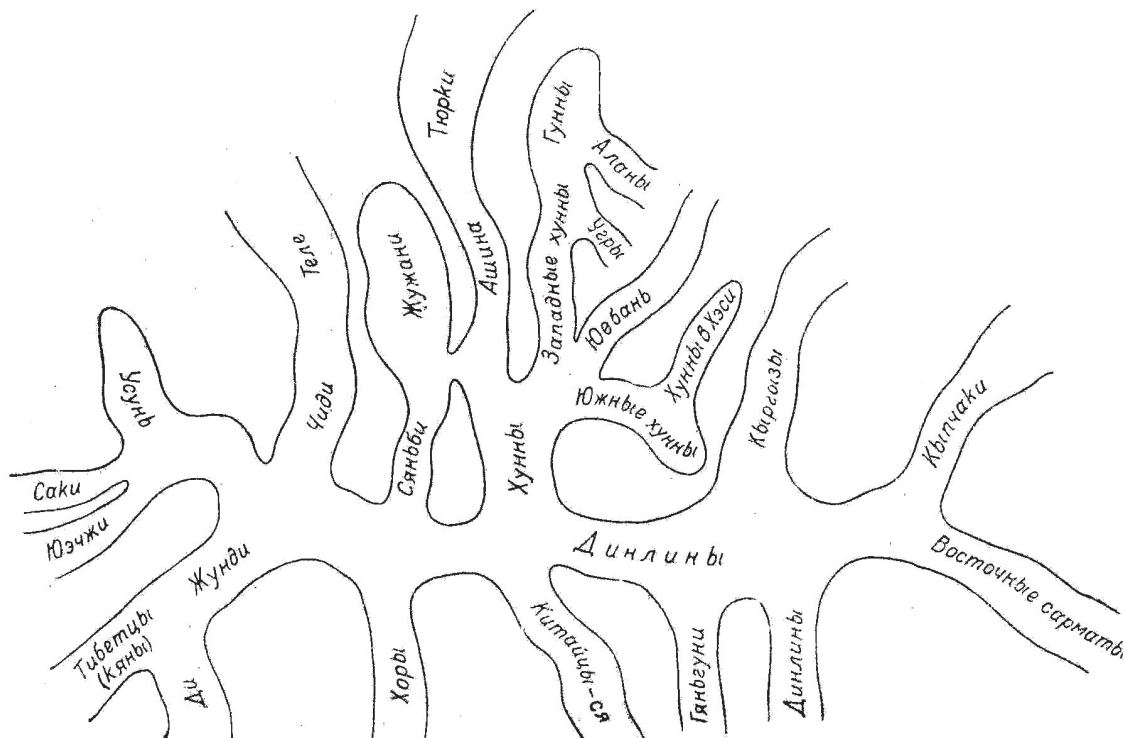 Тюрки
Гунны
Аланы
Угры
Западные хунны
Ашина
Жужани
Теле
Юебань
Хунны в Хэси
Южные хунны
Усунь
Чиди
Сяньби
Хунны
Кыргызы
Кыпчаки
Саки
Юэчжи
Жунди
Динлины
Восточные сарматы
Тибетцы
(кяны)
Ди
Хоры
Китайцы-ся
Гяньгуни
Динлины